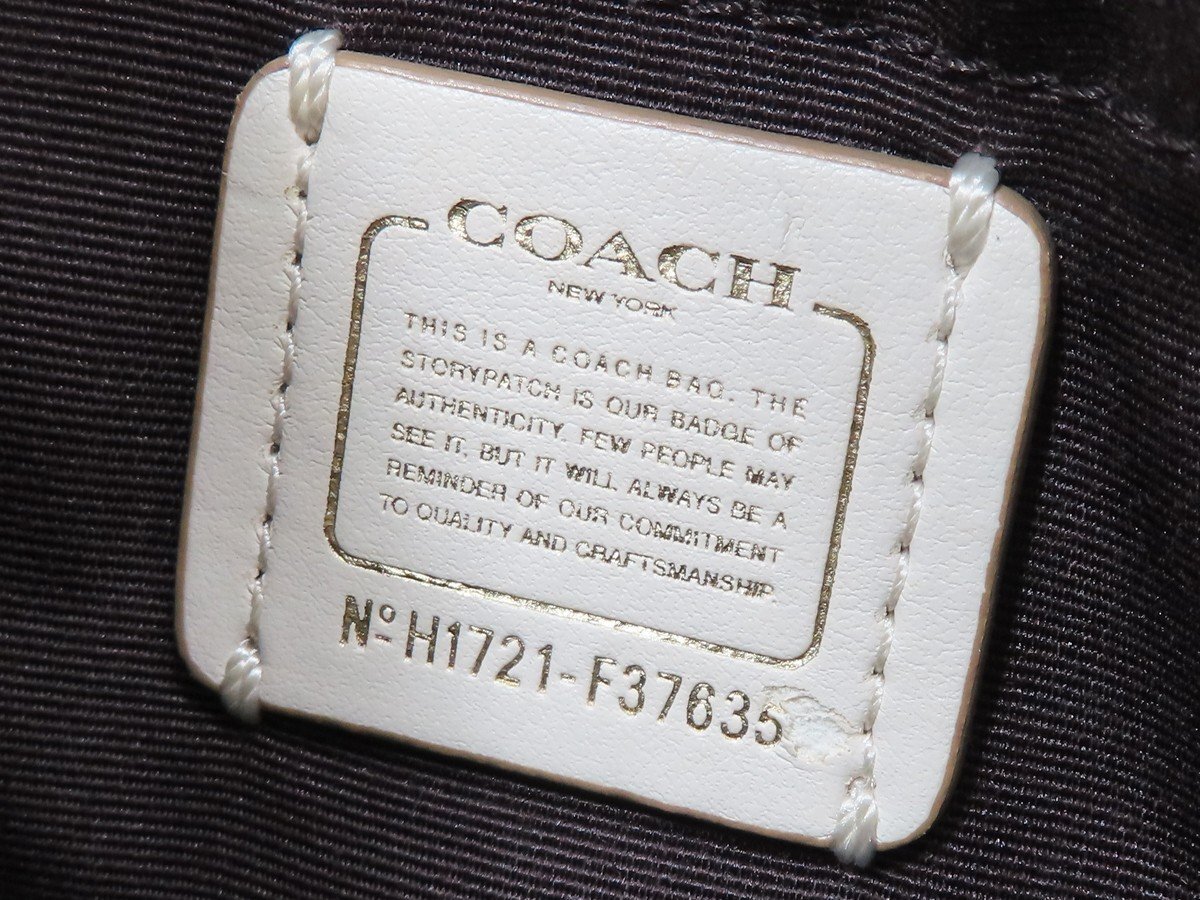 COACH
NEW YORK
THIS IS A COACH BAG. THE
STORYPATCH IS OUR BADGE OF
AUTHENTICITY. FEW PEOPLE MAY
SEE IT, BUT IT WILL ALWAYS BE A
REMINDER OF OUR COMMITMENT
TO QUALITY AND CRAFTSMANSHIP.
Nº H1721-F37635